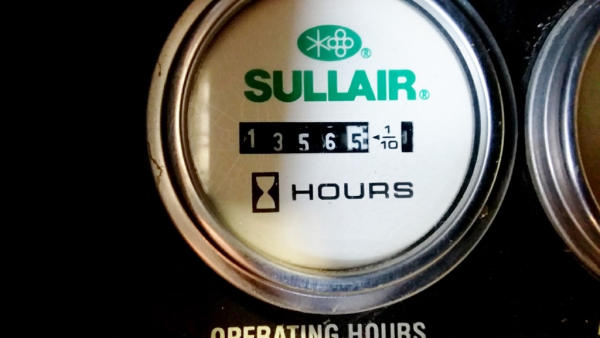 SULLAIR®
13565 ◄1/10
HOURS
OPERATING HOURS